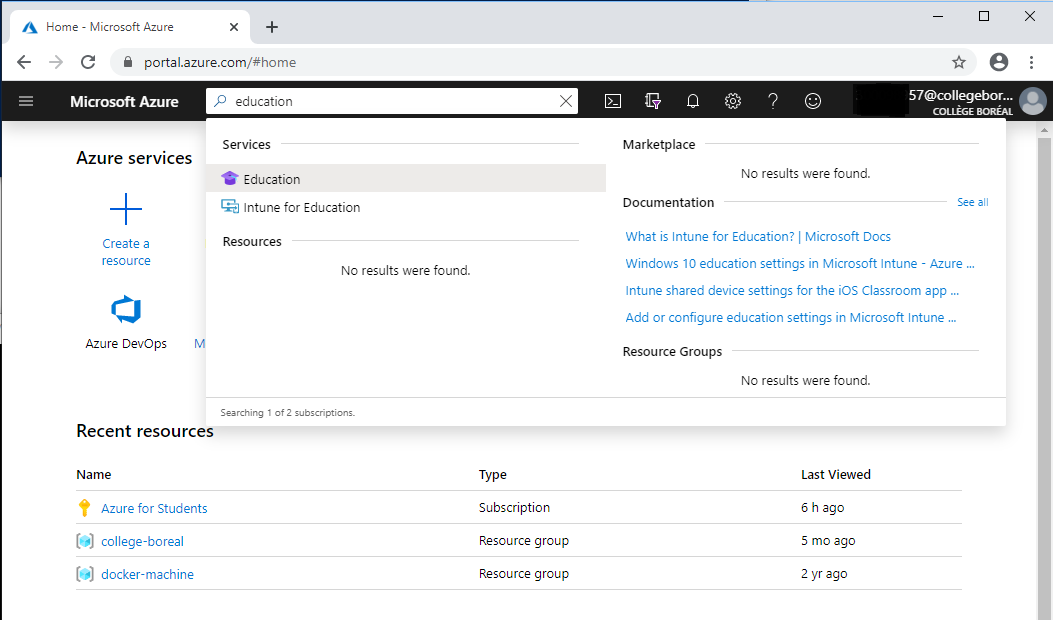 Home - Microsoft Azure
portal.azure.com/#home
Microsoft Azure
education
57@collegebor...
COLLÈGE BORÉAL
Azure services
Create a
resource
Azure DevOps
M
Services
Education
Intune for Education
Resources
No results were found.
Marketplace
No results were found.
Documentation
See all
What is Intune for Education? | Microsoft Docs
Windows 10 education settings in Microsoft Intune - Azure ...
Intune shared device settings for the iOS Classroom app ...
Add or configure education settings in Microsoft Intune ...
Resource Groups
No results were found.
Searching 1 of 2 subscriptions.
Recent resources
Name Type Last Viewed
Azure for Students Subscription 6 h ago
college-boreal Resource group 5 mo ago
docker-machine Resource group 2 yr ago